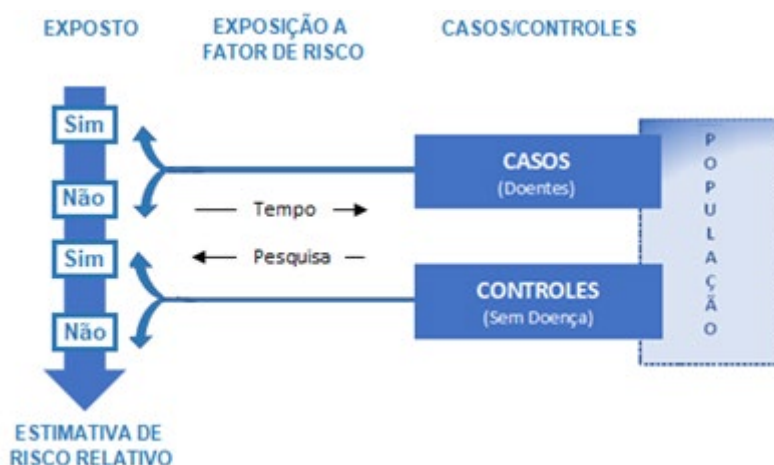 EXPOSTO
EXPOSIÇÃO A
FATOR DE RISCO
CASOS/CONTROLES
Sim
Não
Sim
Não
Tempo
Pesquisa
CASOS
(Doentes)
CONTROLES
(Sem Doença)
POPULAÇÃO
ESTIMATIVA DE
RISCO RELATIVO